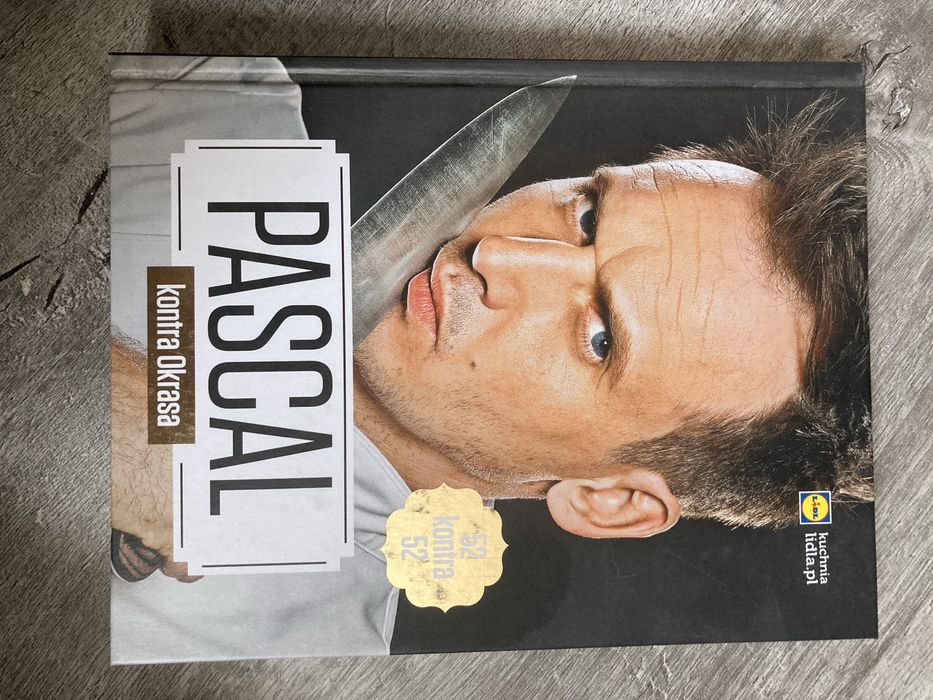 LIDL
kuchnia
lidla.pl
52
kontra
52
PASCAL
kontra Okrasa